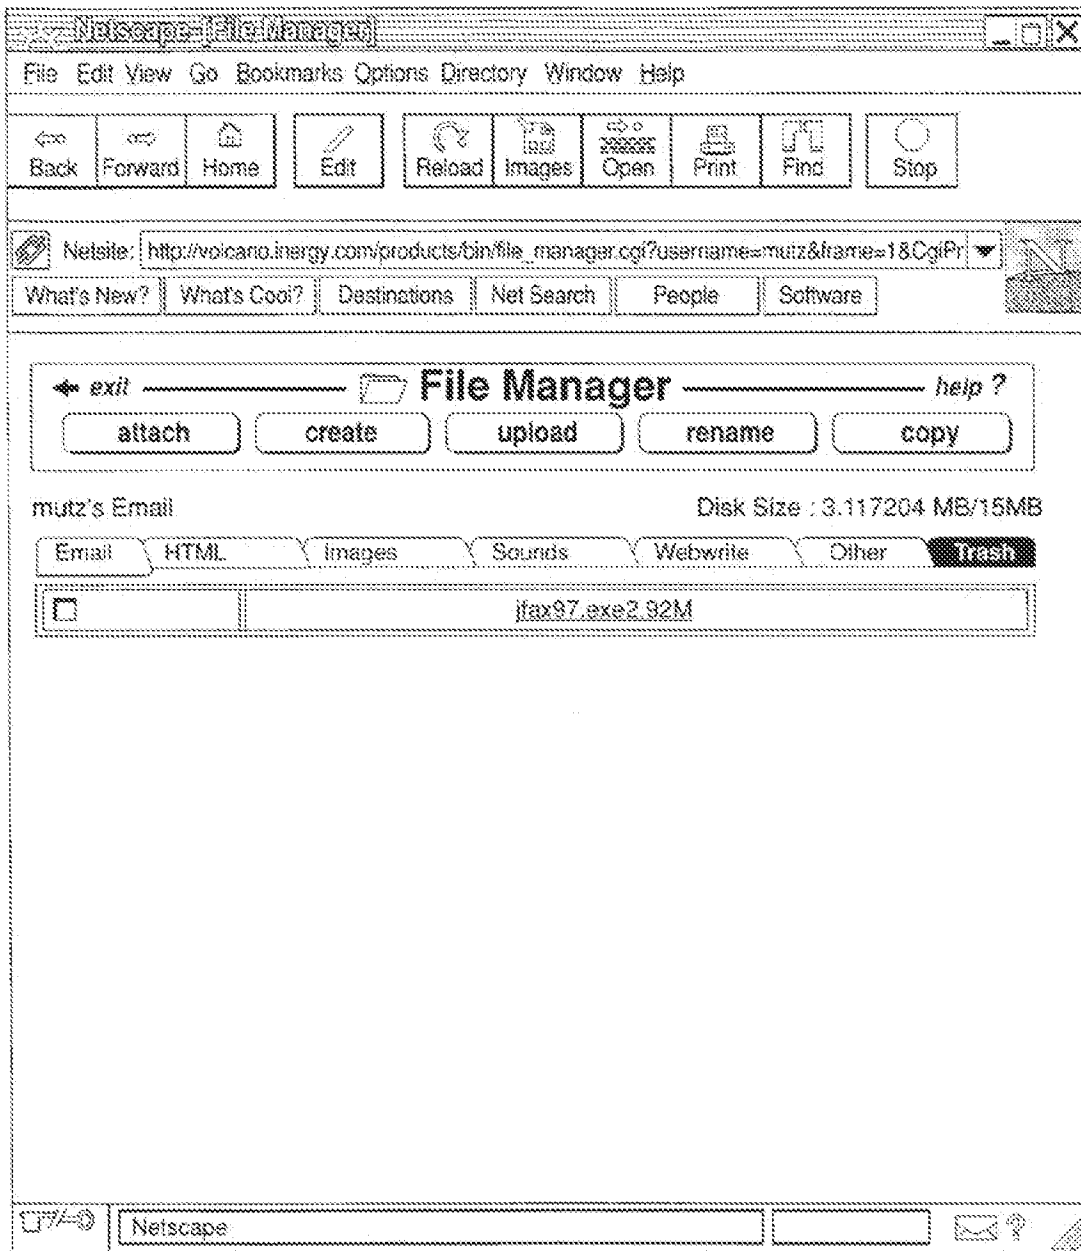 Netscape-[File Manager]
File Edit View Go Bookmarks Options Directory Window Help
Back Forward Home Edit Reload Images Open Print Find Stop
Netsite: http://volcano.inergy.com/products/bin/file_manager.cgi?username=mutz&frame=1&CgiPr
N
What's New? What's Cool? Destinations Net Search People Software
exit File Manager help ?
attach create upload rename copy
mutz's Email Disk Size : 3.117204 MB/15MB
Email HTML Images Sounds Webwrite Other Trash
jfax97.exe2.92M
Netscape ?